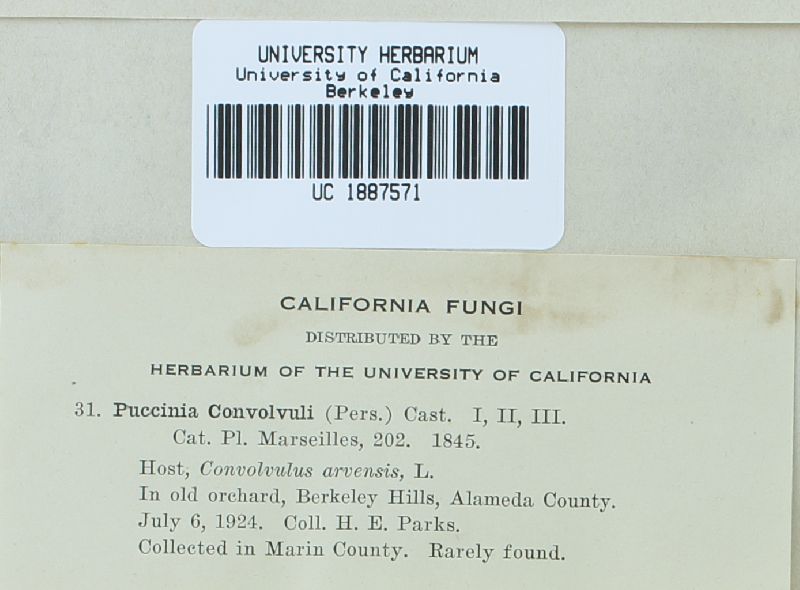 UNIVERSITY HERBARIUM
University of California
Berkeley
UC 1887571
CALIFORNIA FUNGI
DISTRIBUTED BY THE
HERBARIUM OF THE UNIVERSITY OF CALIFORNIA
31. Puccinia Convolvuli (Pers.) Cast. I, II, III.
Cat. Pl. Marseilles, 202. 1845.
Host, Convolvulus arvensis, L.
In old orchard, Berkeley Hills, Alameda County.
July 6, 1924. Coll. H. E. Parks.
Collected in Marin County. Rarely found.